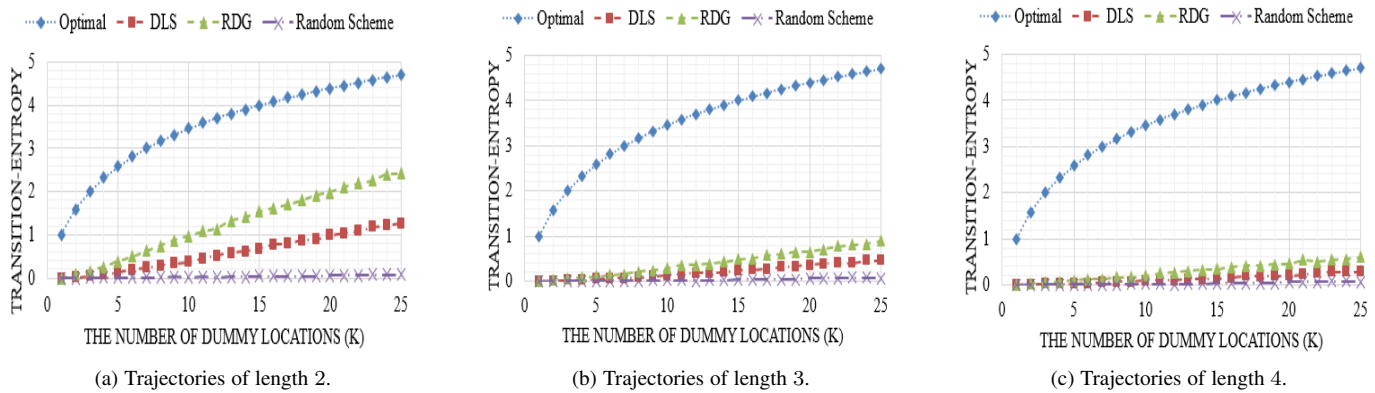 Optimal DLS RDG Random Scheme
TRANSITION-ENTROPY
5
4
3
2
1
0
0 5 10 15 20 25
THE NUMBER OF DUMMY LOCATIONS (K)
(a) Trajectories of length 2.
Optimal DLS RDG Random Scheme
TRANSITION-ENTROPY
5
4
3
2
1
0
0 5 10 15 20 25
THE NUMBER OF DUMMY LOCATIONS (K)
(b) Trajectories of length 3.
Optimal DLS RDG Random Scheme
TRANSITION-ENTROPY
5
4
3
2
1
0
0 5 10 15 20 25
THE NUMBER OF DUMMY LOCATIONS (K)
(c) Trajectories of length 4.